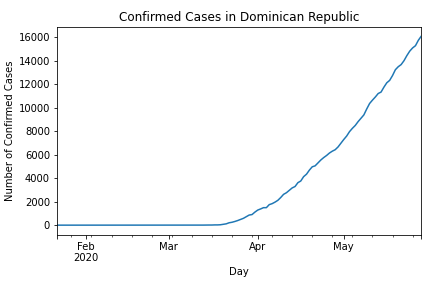 Confirmed Cases in Dominican Republic
16000
14000
12000
10000
8000
6000
4000
2000
0
Number of Confirmed Cases
Feb
2020
Mar
Apr
May
Day